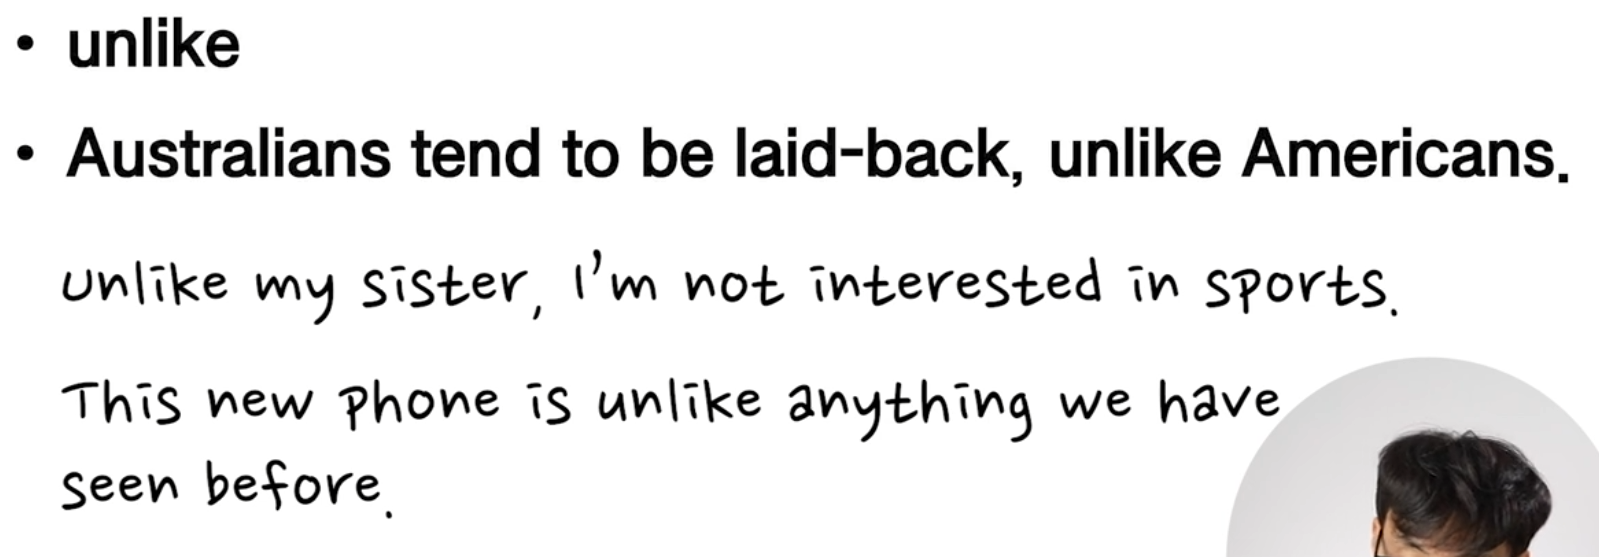 • unlike
• Australians tend to be laid-back, unlike Americans.
Unlike my sister, I'm not interested in sports.
This new phone is unlike anything we have
seen before.